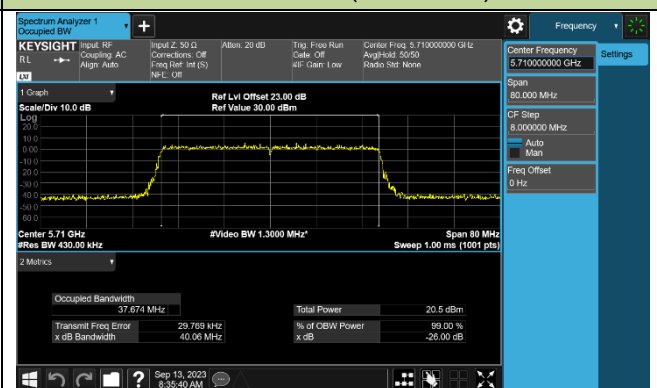 Spectrum Analyzer 1
Occupied BW
+
Frequency
KEYSIGHT
RL
LXI
Input: RF
Coupling: AC
Align: Auto
Input Z: 50 Ω
Corrections: Off
Freq Ref: Int (S)
NFE: Off
Atten: 20 dB
Trig: Free Run
Gate: Off
#IF Gain: Low
Center Freq: 5.710000000 GHz
Avg|Hold: 50/50
Radio Std: None
Center Frequency
5.710000000 GHz
Settings
Span
80.000 MHz
CF Step
8.000000 MHz
Auto
Man
Freq Offset
0 Hz
1 Graph
Scale/Div 10.0 dB
Ref Lvl Offset 23.00 dB
Ref Value 30.00 dBm
Log
20.0
10.0
0.00
-10.0
-20.0
-30.0
-40.0
-50.0
-60.0
Center 5.71 GHz
#Res BW 430.00 kHz
#Video BW 1.3000 MHz*
Span 80 MHz
Sweep 1.00 ms (1001 pts)
2 Metrics
Occupied Bandwidth
37.674 MHz
Total Power 20.5 dBm
Transmit Freq Error 29.769 kHz
% of OBW Power 99.00 %
x dB Bandwidth 40.06 MHz
x dB -26.00 dB
?
Sep 13, 2023
8:35:40 AM